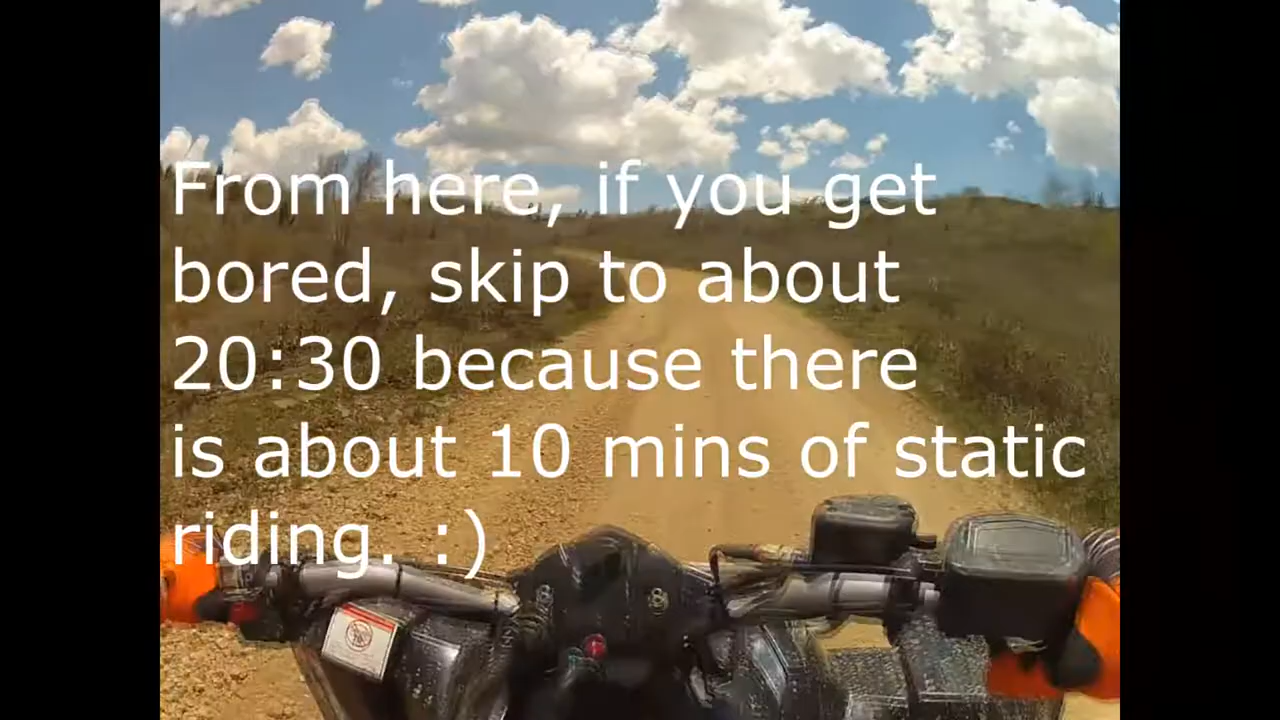 From here, if you get
bored, skip to about
20:30 because there
is about 10 mins of static
riding. :)